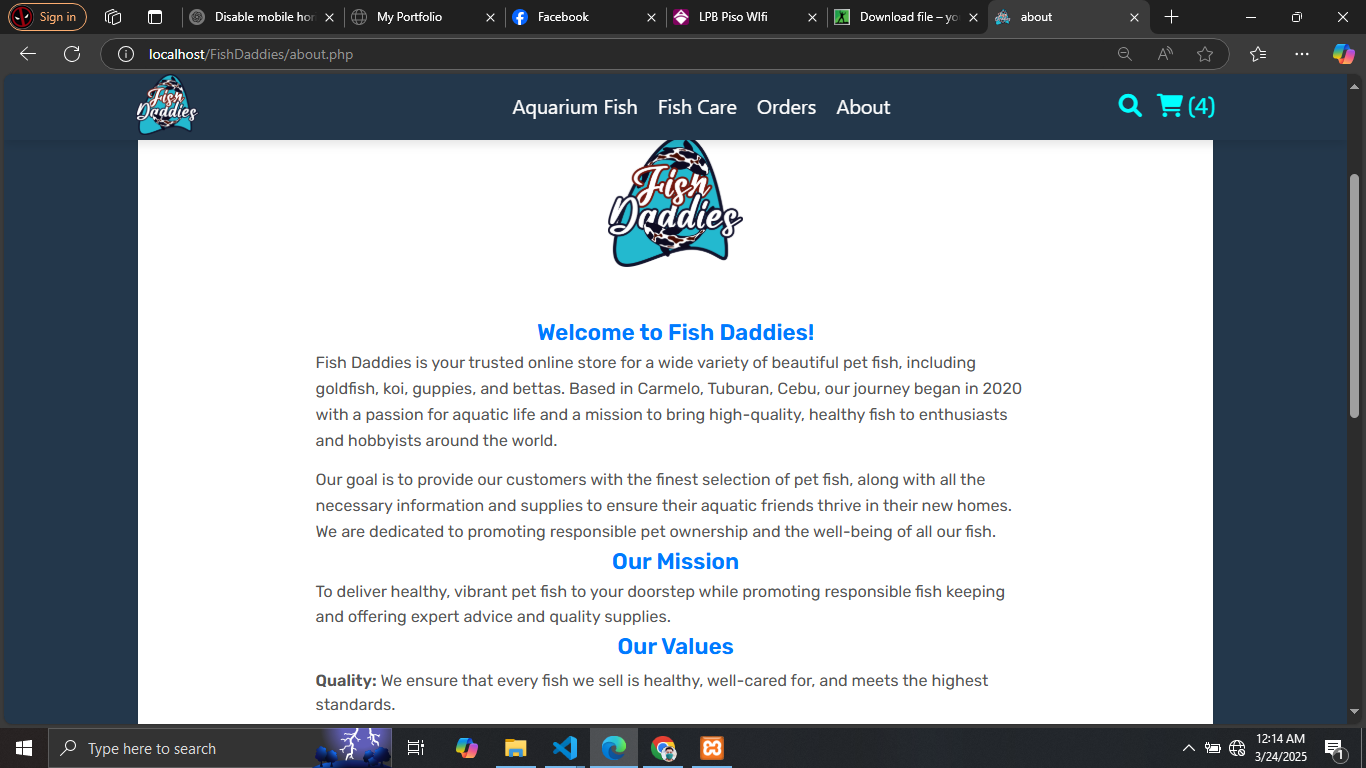 Sign in
Disable mobile hor
My Portfolio
Facebook
LPB Piso WIfi
Download file – yo
about
localhost/FishDaddies/about.php
Fish
Daddies
Aquarium Fish Fish Care Orders About
(4)
Fish
Daddies
Welcome to Fish Daddies!
Fish Daddies is your trusted online store for a wide variety of beautiful pet fish, including
goldfish, koi, guppies, and bettas. Based in Carmelo, Tuburan, Cebu, our journey began in 2020
with a passion for aquatic life and a mission to bring high-quality, healthy fish to enthusiasts
and hobbyists around the world.
Our goal is to provide our customers with the finest selection of pet fish, along with all the
necessary information and supplies to ensure their aquatic friends thrive in their new homes.
We are dedicated to promoting responsible pet ownership and the well-being of all our fish.
Our Mission
To deliver healthy, vibrant pet fish to your doorstep while promoting responsible fish keeping
and offering expert advice and quality supplies.
Our Values
Quality: We ensure that every fish we sell is healthy, well-cared for, and meets the highest
standards.
Type here to search
12:14 AM
3/24/2025
1